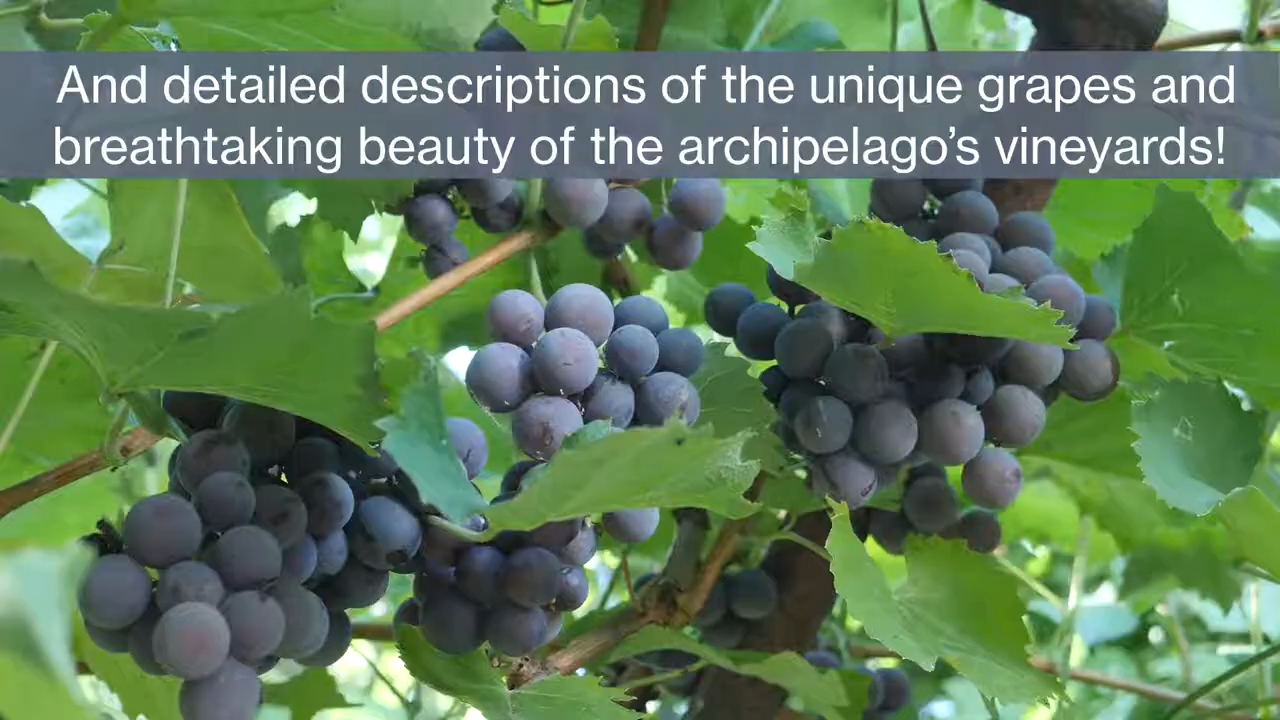 And detailed descriptions of the unique grapes and
breathtaking beauty of the archipelago’s vineyards!